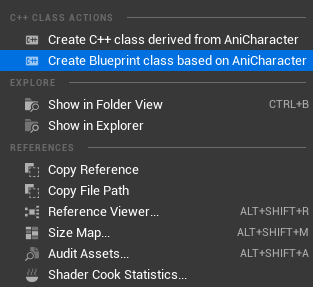 C++ CLASS ACTIONS
Create C++ class derived from AniCharacter
Create Blueprint class based on AniCharacter
EXPLORE
Show in Folder View CTRL+B
Show in Explorer
REFERENCES
Copy Reference
Copy File Path
Reference Viewer... ALT+SHIFT+R
Size Map... ALT+SHIFT+M
Audit Assets... ALT+SHIFT+A
Shader Cook Statistics...